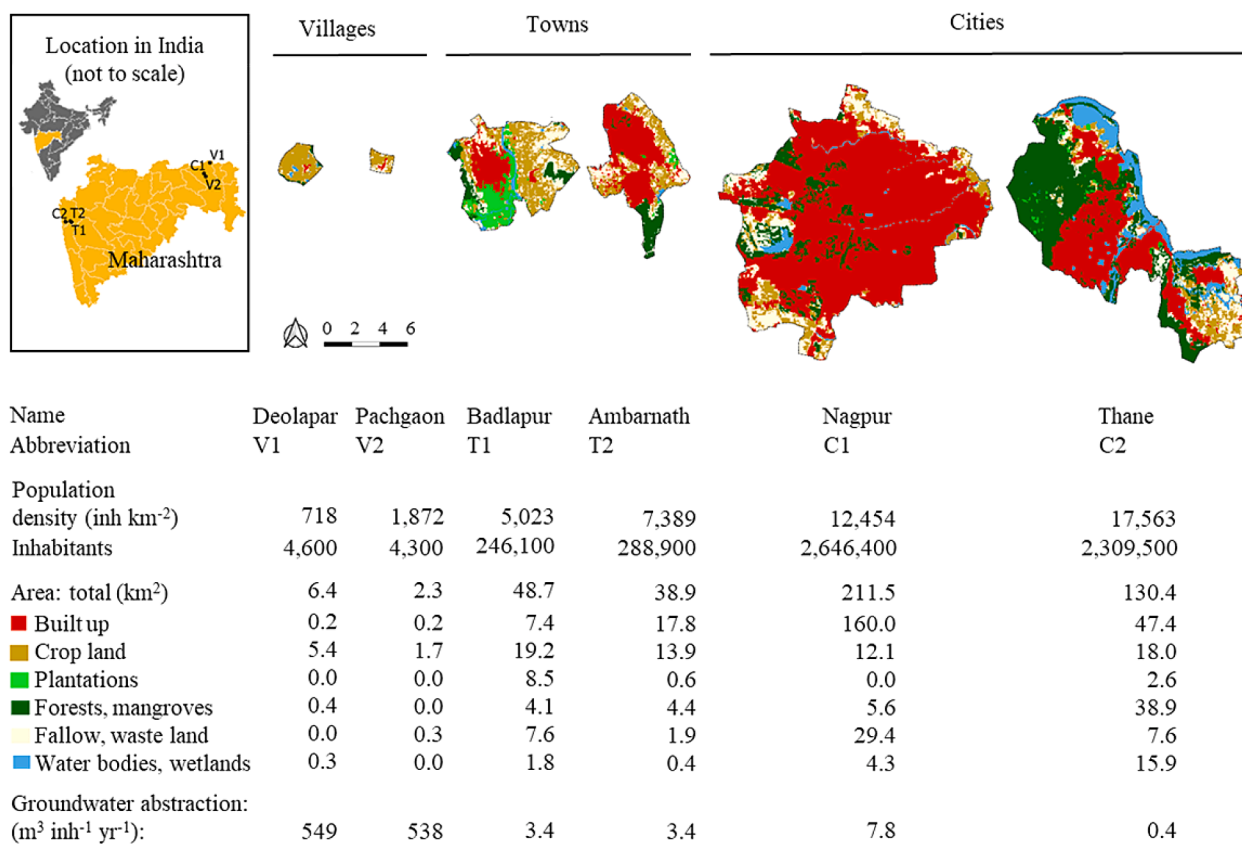 Location in India
(not to scale)
V1
C1
V2
C2 T2
T1
Maharashtra
Villages
Towns
Cities
0 2 4 6
Name Deolapar Pachgaon Badlapur Ambarnath Nagpur Thane
Abbreviation V1 V2 T1 T2 C1 C2
Population
density (inh km-2) 718 1,872 5,023 7,389 12,454 17,563
Inhabitants 4,600 4,300 246,100 288,900 2,646,400 2,309,500
Area: total (km2) 6.4 2.3 48.7 38.9 211.5 130.4
Built up 0.2 0.2 7.4 17.8 160.0 47.4
Crop land 5.4 1.7 19.2 13.9 12.1 18.0
Plantations 0.0 0.0 8.5 0.6 0.0 2.6
Forests, mangroves 0.4 0.0 4.1 4.4 5.6 38.9
Fallow, waste land 0.0 0.3 7.6 1.9 29.4 7.6
Water bodies, wetlands 0.3 0.0 1.8 0.4 4.3 15.9
Groundwater abstraction:
(m3 inh-1 yr-1): 549 538 3.4 3.4 7.8 0.4